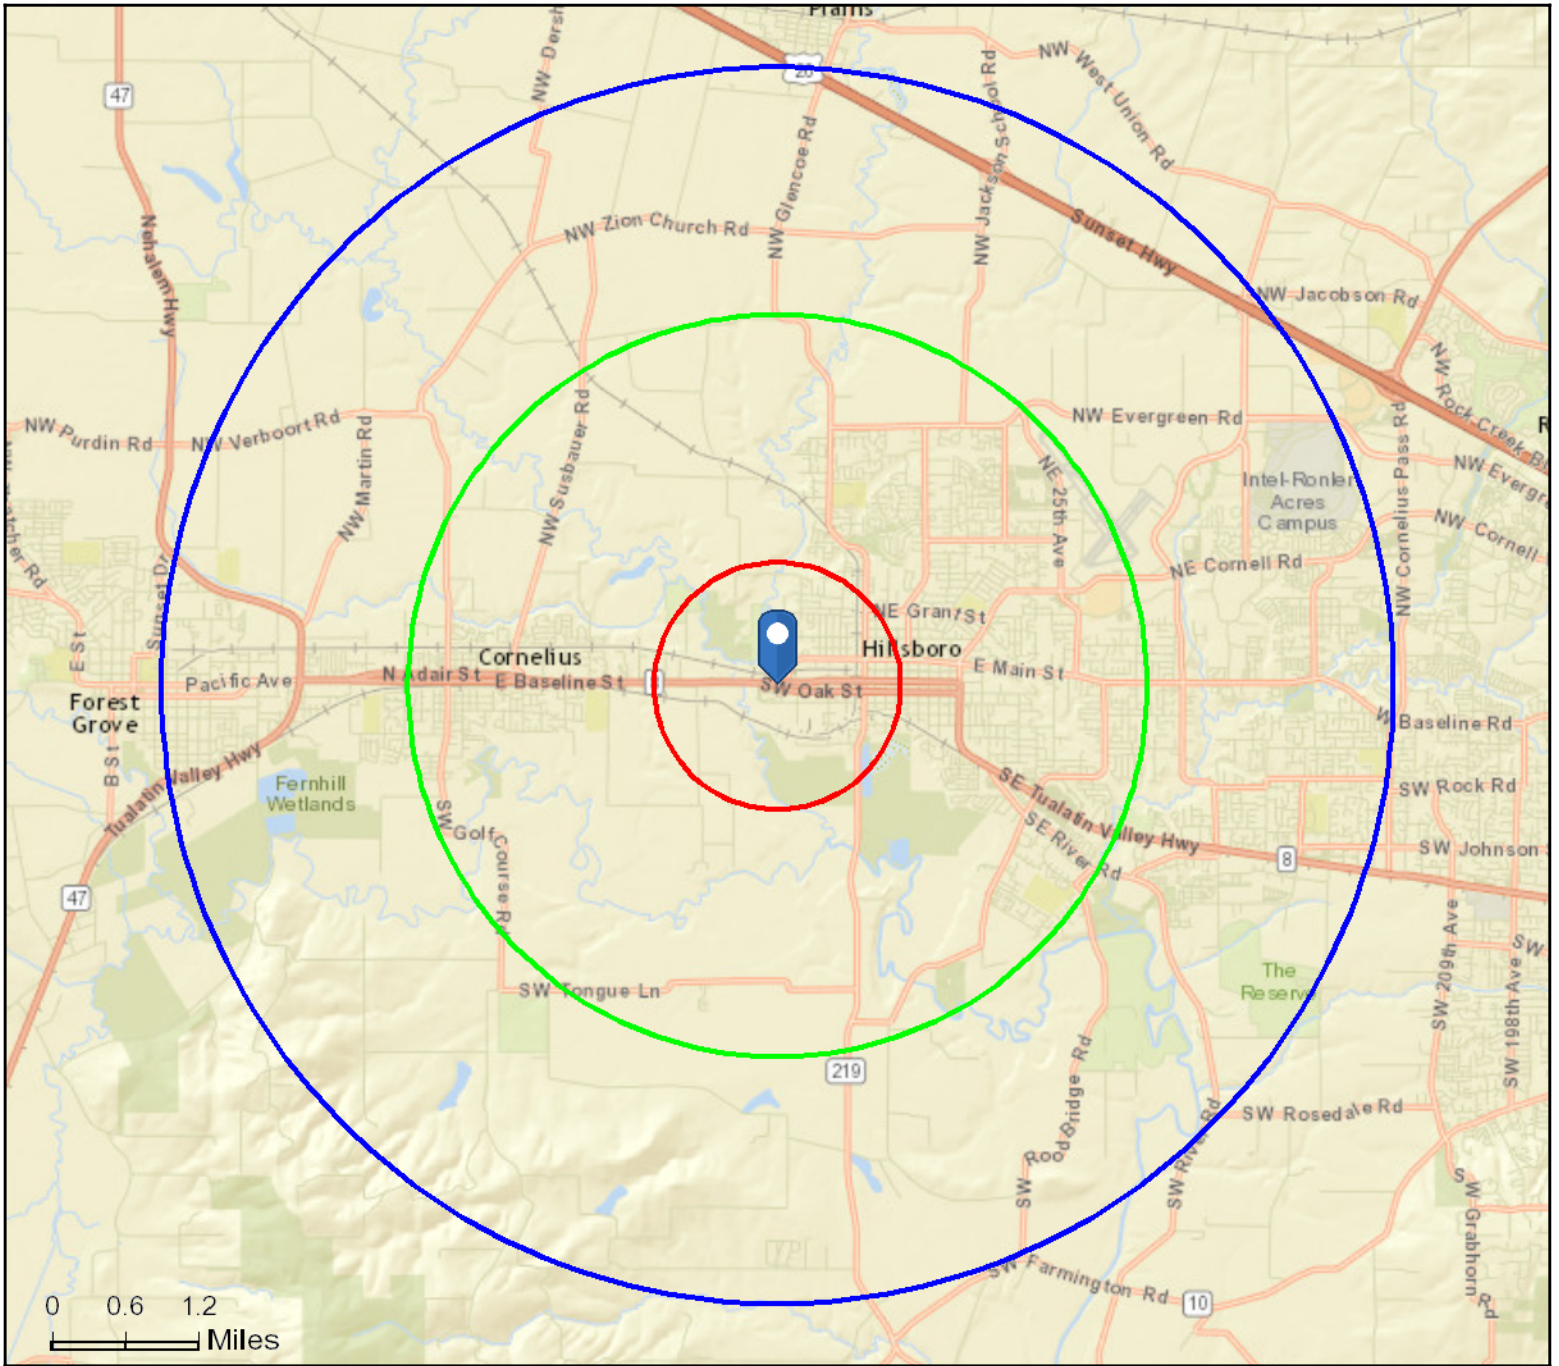 Plains
26
47
NW Dersh
NW West Union Rd
NW Glencoe Rd
NW Jackson School Rd
NW Zion Church Rd
Nehalem Hwy
Sunset Hwy
NW Jacobson Rd
NW Rock Creek Bl
R
NW Purdin Rd
NW Verboort Rd
NW Martin Rd
NW Susbauer Rd
NW Evergreen Rd
NE 25th Ave
Intel-Ronler
Acres
Campus
NW Cornelius Pass Rd
NW Evergre
NW Cornell
NE Cornell Rd
Sunset Dr
E St
NE Grant St
Hillsboro
Cornelius
E Main St
N Adair St
Pacific Ave
E Baseline St
SW Oak St
Forest
Grove
W Baseline Rd
B St
Tualatin Valley Hwy
Fernhill
Wetlands
SE Tualatin Valley Hwy
SW Rock Rd
SW Golf Course Rd
SE River Rd
8
SW Johnson
47
SW Tongue Ln
The
Reserve
SW 209th Ave
SW 198th Ave
SW
219
SW Rood Bridge Rd
SW River Rd
SW Rosedale Rd
SW Grabhorn Rd
SW Farmington Rd
10
0 0.6 1.2
Miles